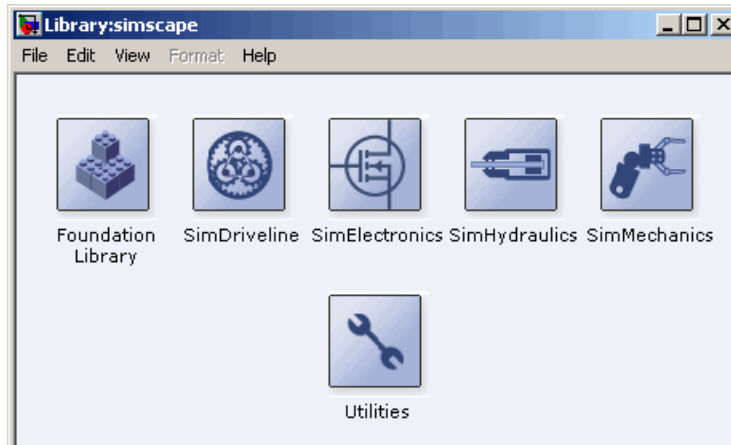 Library:simscape
File Edit View Format Help
Foundation Library
SimDriveline
SimElectronics
SimHydraulics
SimMechanics
Utilities